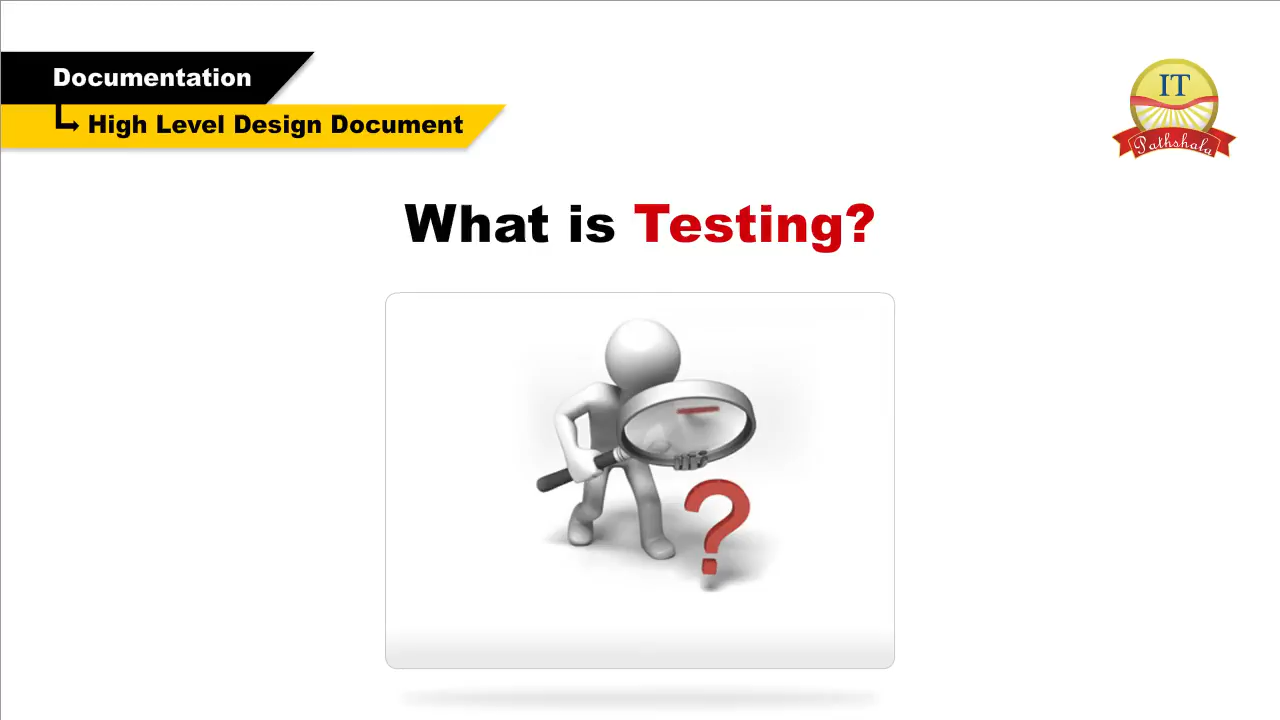 Documentation
High Level Design Document
IT
Pathshala
What is Testing?
?